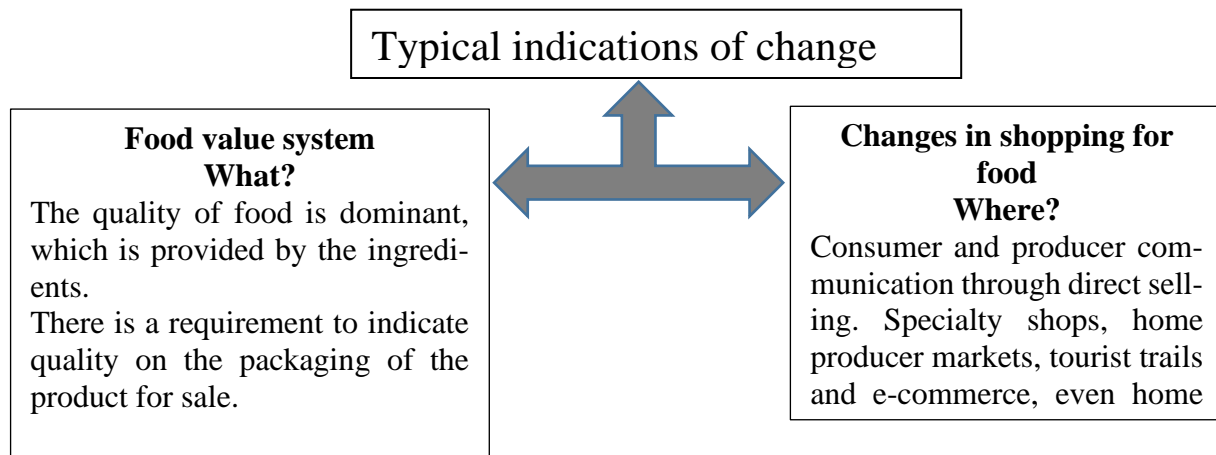 Typical indications of change
Food value system
What?
The quality of food is dominant,
which is provided by the ingredi-
ents.
There is a requirement to indicate
quality on the packaging of the
product for sale.
Changes in shopping for
food
Where?
Consumer and producer com-
munication through direct sell-
ing. Specialty shops, home
producer markets, tourist trails
and e-commerce, even home